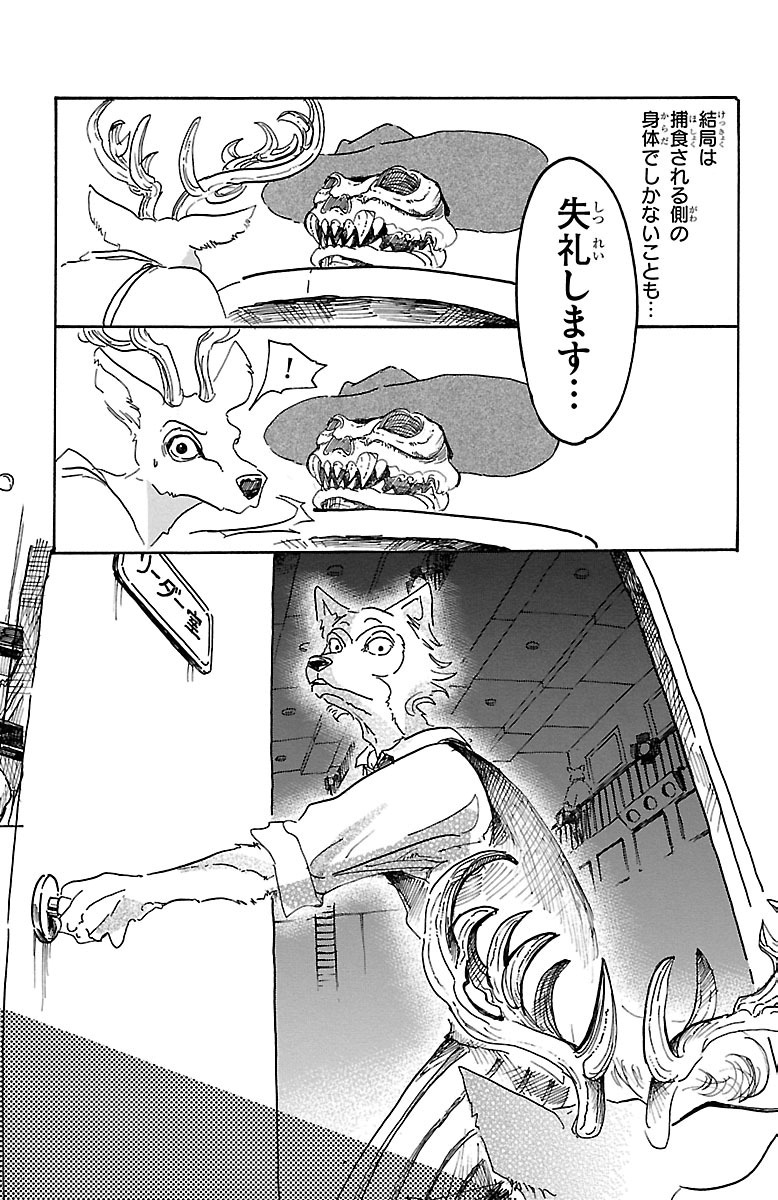 結局は
捕食される側の
身体でしかないことも…
失礼します…
！
リーダー室